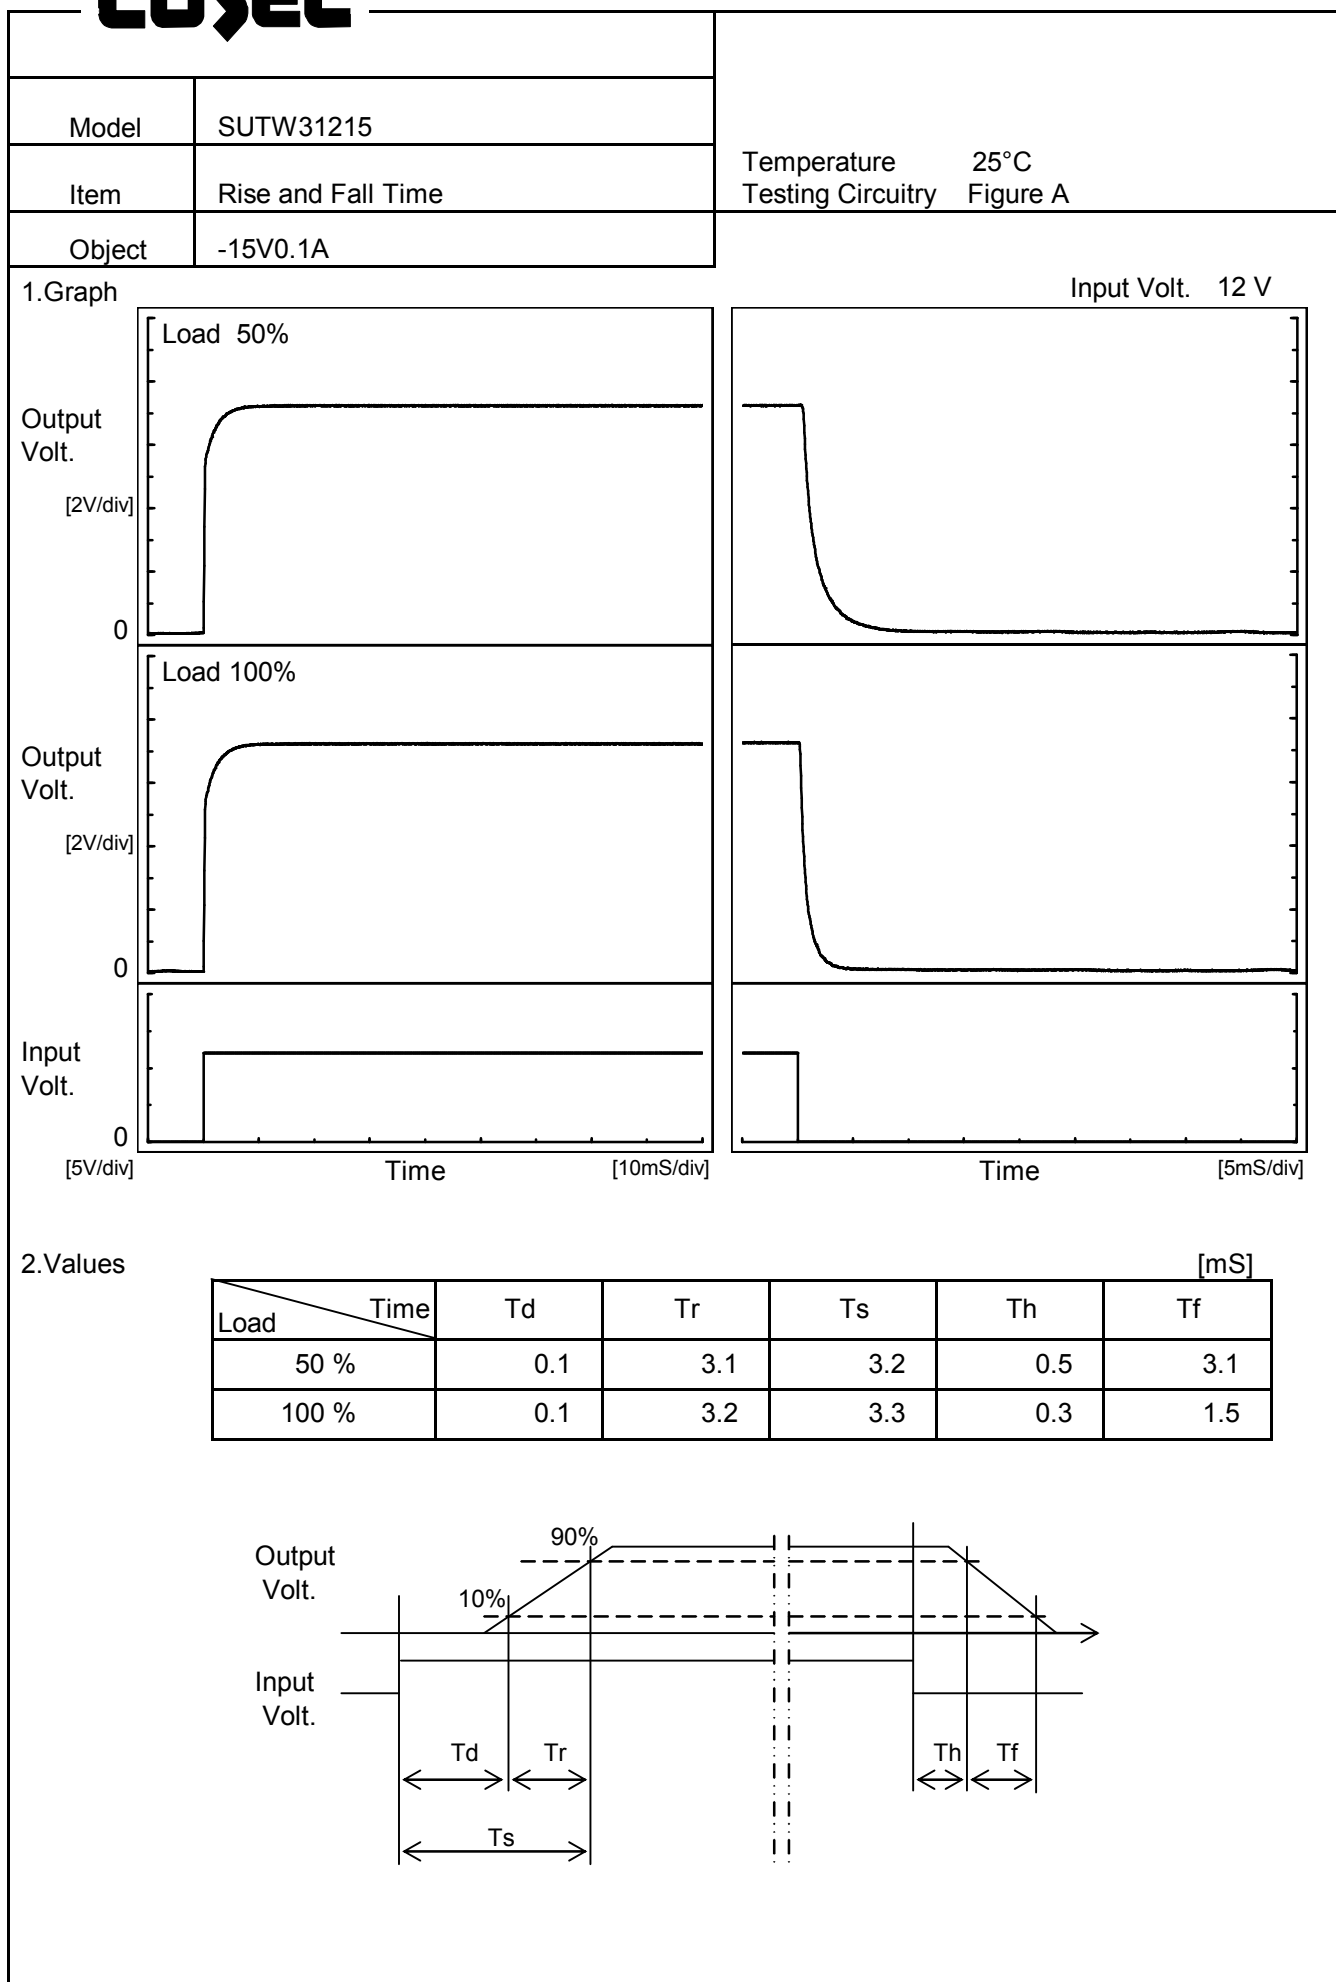 Model SUTW31215
Temperature 25°C
Item Rise and Fall Time Testing Circuitry Figure A
Object -15V0.1A
1.Graph Input Volt. 12 V
Load 50%
Output
Volt.
[2V/div]
0
Load 100%
Output
Volt.
[2V/div]
0
Input
Volt.
0
[5V/div] Time [10mS/div] Time [5mS/div]
2.Values [mS]
Time Td Tr Ts Th Tf
Load
50 % 0.1 3.1 3.2 0.5 3.1
100 % 0.1 3.2 3.3 0.3 1.5
90%
Output
Volt.
10%
Input
Volt.
Td Tr Th Tf
Ts